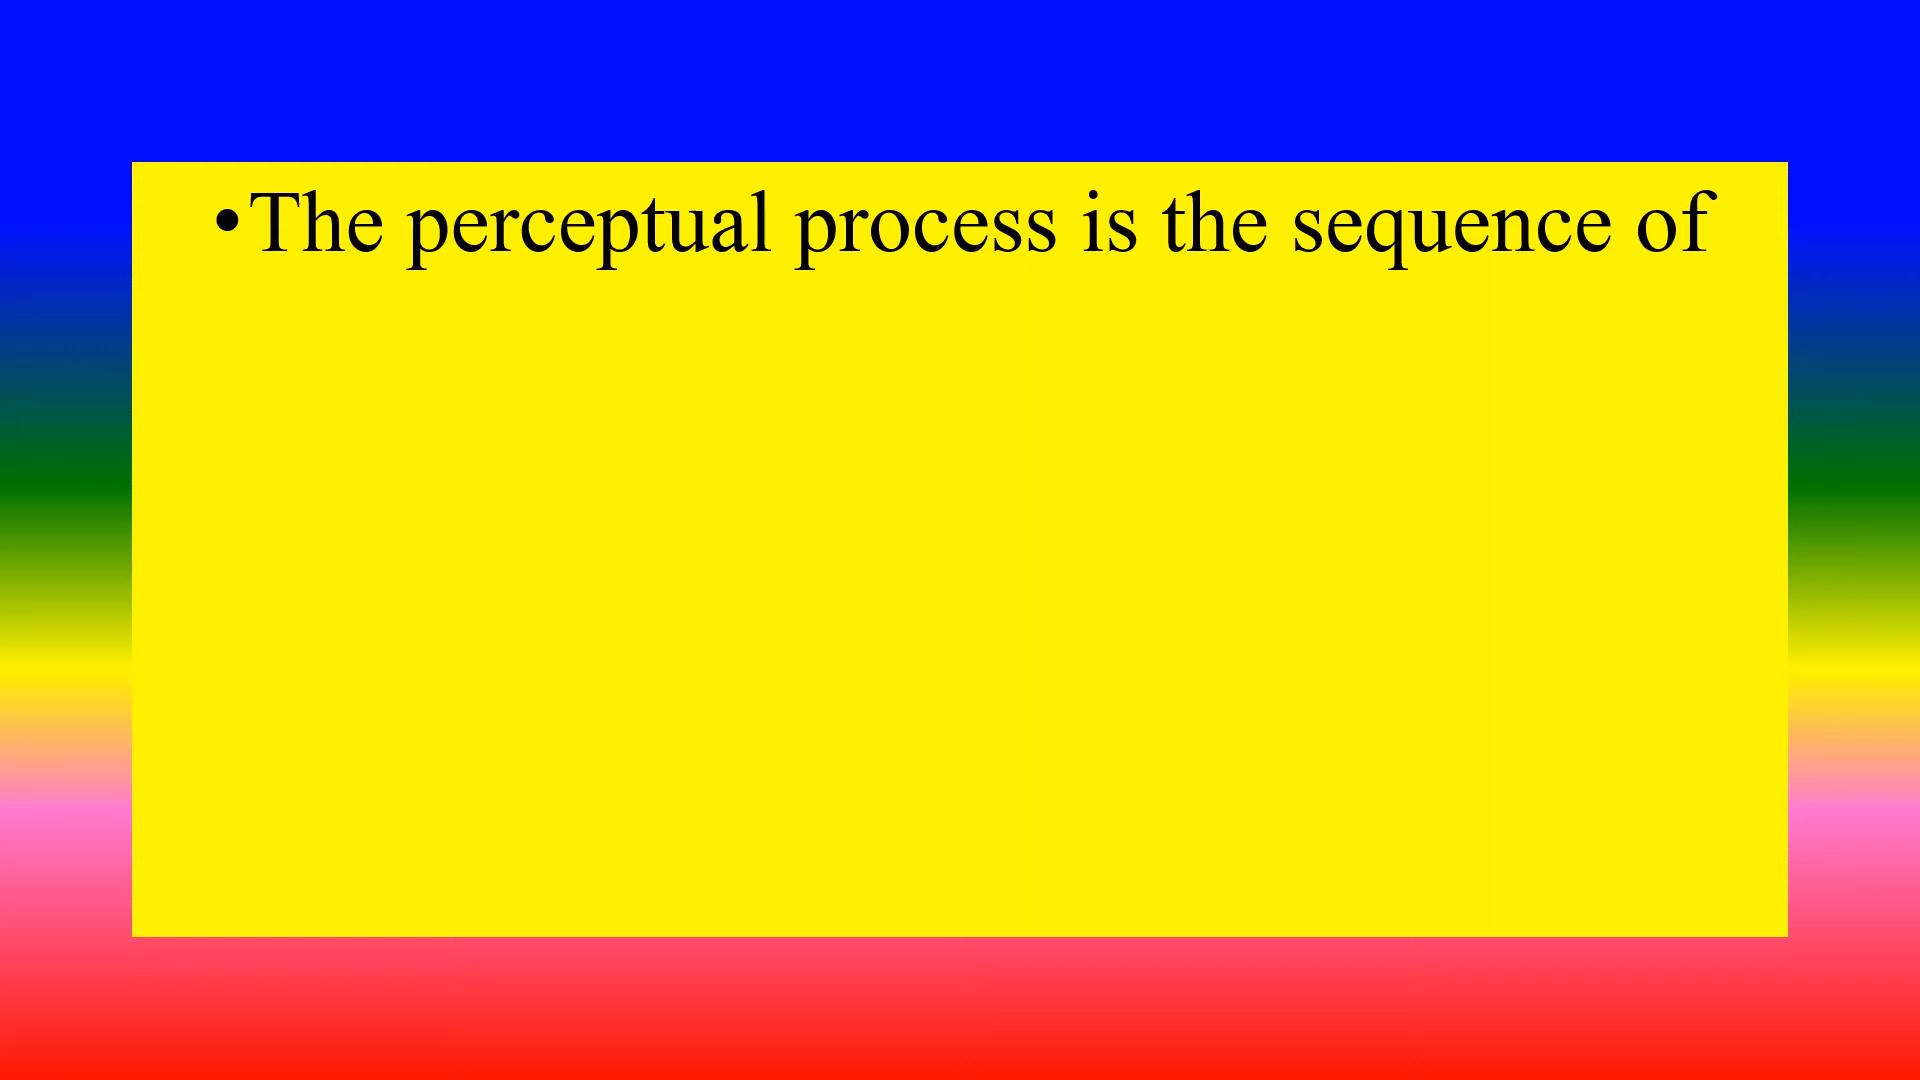 •The perceptual process is the sequence of